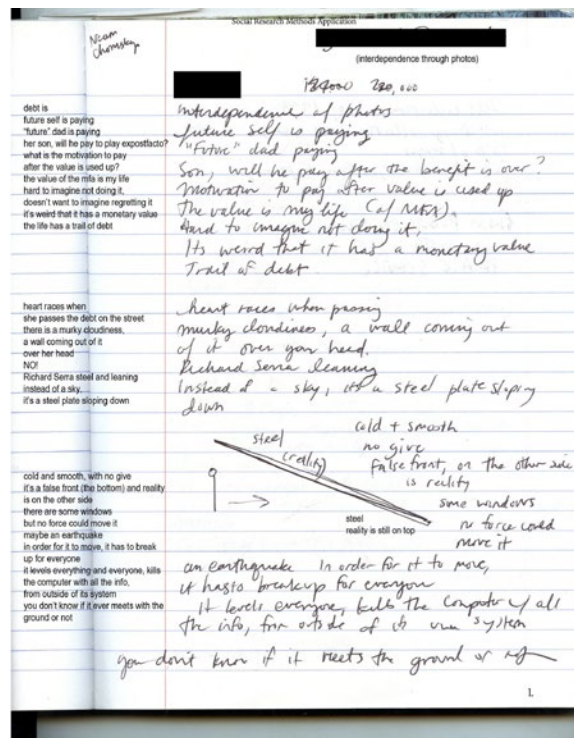 Social Research Methods Application
Noam
Chomsky
(interdependence through photos)
220,000
debt is
future self is paying
"future" dad is paying
her son, will he pay to play expostfacto?
what is the motivation to pay
after the value is used up?
the value of the mfa is my life
hard to imagine not doing it,
doesn't want to imagine regretting it
it's weird that it has a monetary value
the life has a trail of debt
interdependence of photos
future self is paying
"Future" dad paying
Son, will he pay after the benefit is over?
Motivation to pay after value is used up
The value is my life (of MFA),
Hard to imagine not doing it,
Its weird that it has a monetary value
Trail of debt
heart races when
she passes the debt on the street
there is a murky cloudiness,
a wall coming out of it
over her head
NO!
Richard Serra steel and leaning
instead of a sky,
it's a steel plate sloping down
heart races when passing
murky cloudiness, a wall coming out
of it over your head.
Richard Serra leaning
Instead of a sky, its a steel plate sloping
down
steel
(reality)
cold + smooth
no give
false front, on the other side
is reality
some windows
no force could
move it
steel
reality is still on top
cold and smooth, with no give
it's a false front (the bottom) and reality
is on the other side
there are some windows
but no force could move it
maybe an earthquake
in order for it to move, it has to break
up for everyone
it levels everything and everyone, kills
the computer with all the info,
from outside of its system
you don't know if it ever meets with the
ground or not
an earthquake In order for it to move,
it has to breakup for everyone
it levels everyone, kills the computer w/ all
the info, from outside of its own system
you don't know if it meets the ground or not
1.